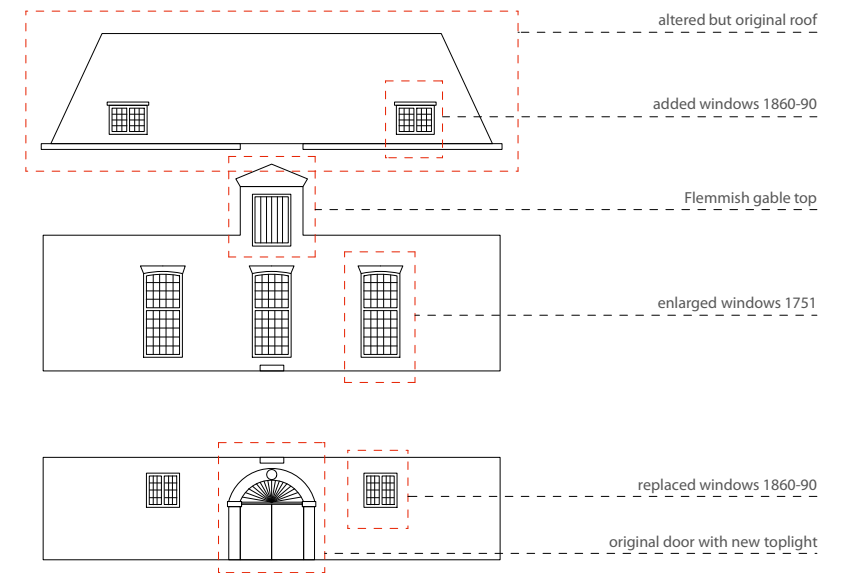 altered but original roof
added windows 1860-90
Flemmish gable top
enlarged windows 1751
replaced windows 1860-90
original door with new toplight